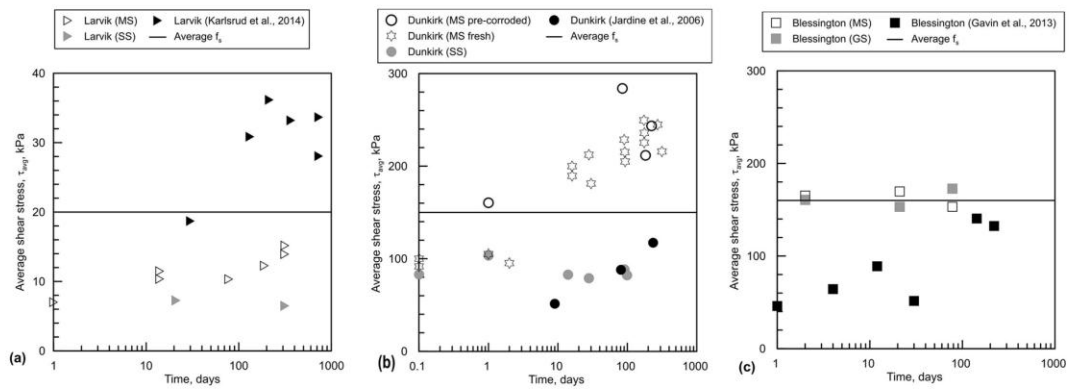 Larvik (MS)
Larvik (Karlsrud et al., 2014)
Larvik (SS)
Average fs
Dunkirk (MS pre-corroded)
Dunkirk (Jardine et al., 2006)
Dunkirk (MS fresh)
Average fs
Dunkirk (SS)
Blessington (MS)
Blessington (Gavin et al., 2013)
Blessington (GS)
Average fs
40
30
20
10
0
Average shear stress, τavg, kPa
1
10
100
1000
Time, days
(a)
300
200
100
0
Average shear stress, τavg, kPa
0.1
1
10
100
1000
Time, days
(b)
300
200
100
0
Average shear stress, τavg, kPa
1
10
100
1000
Time, days
(c)